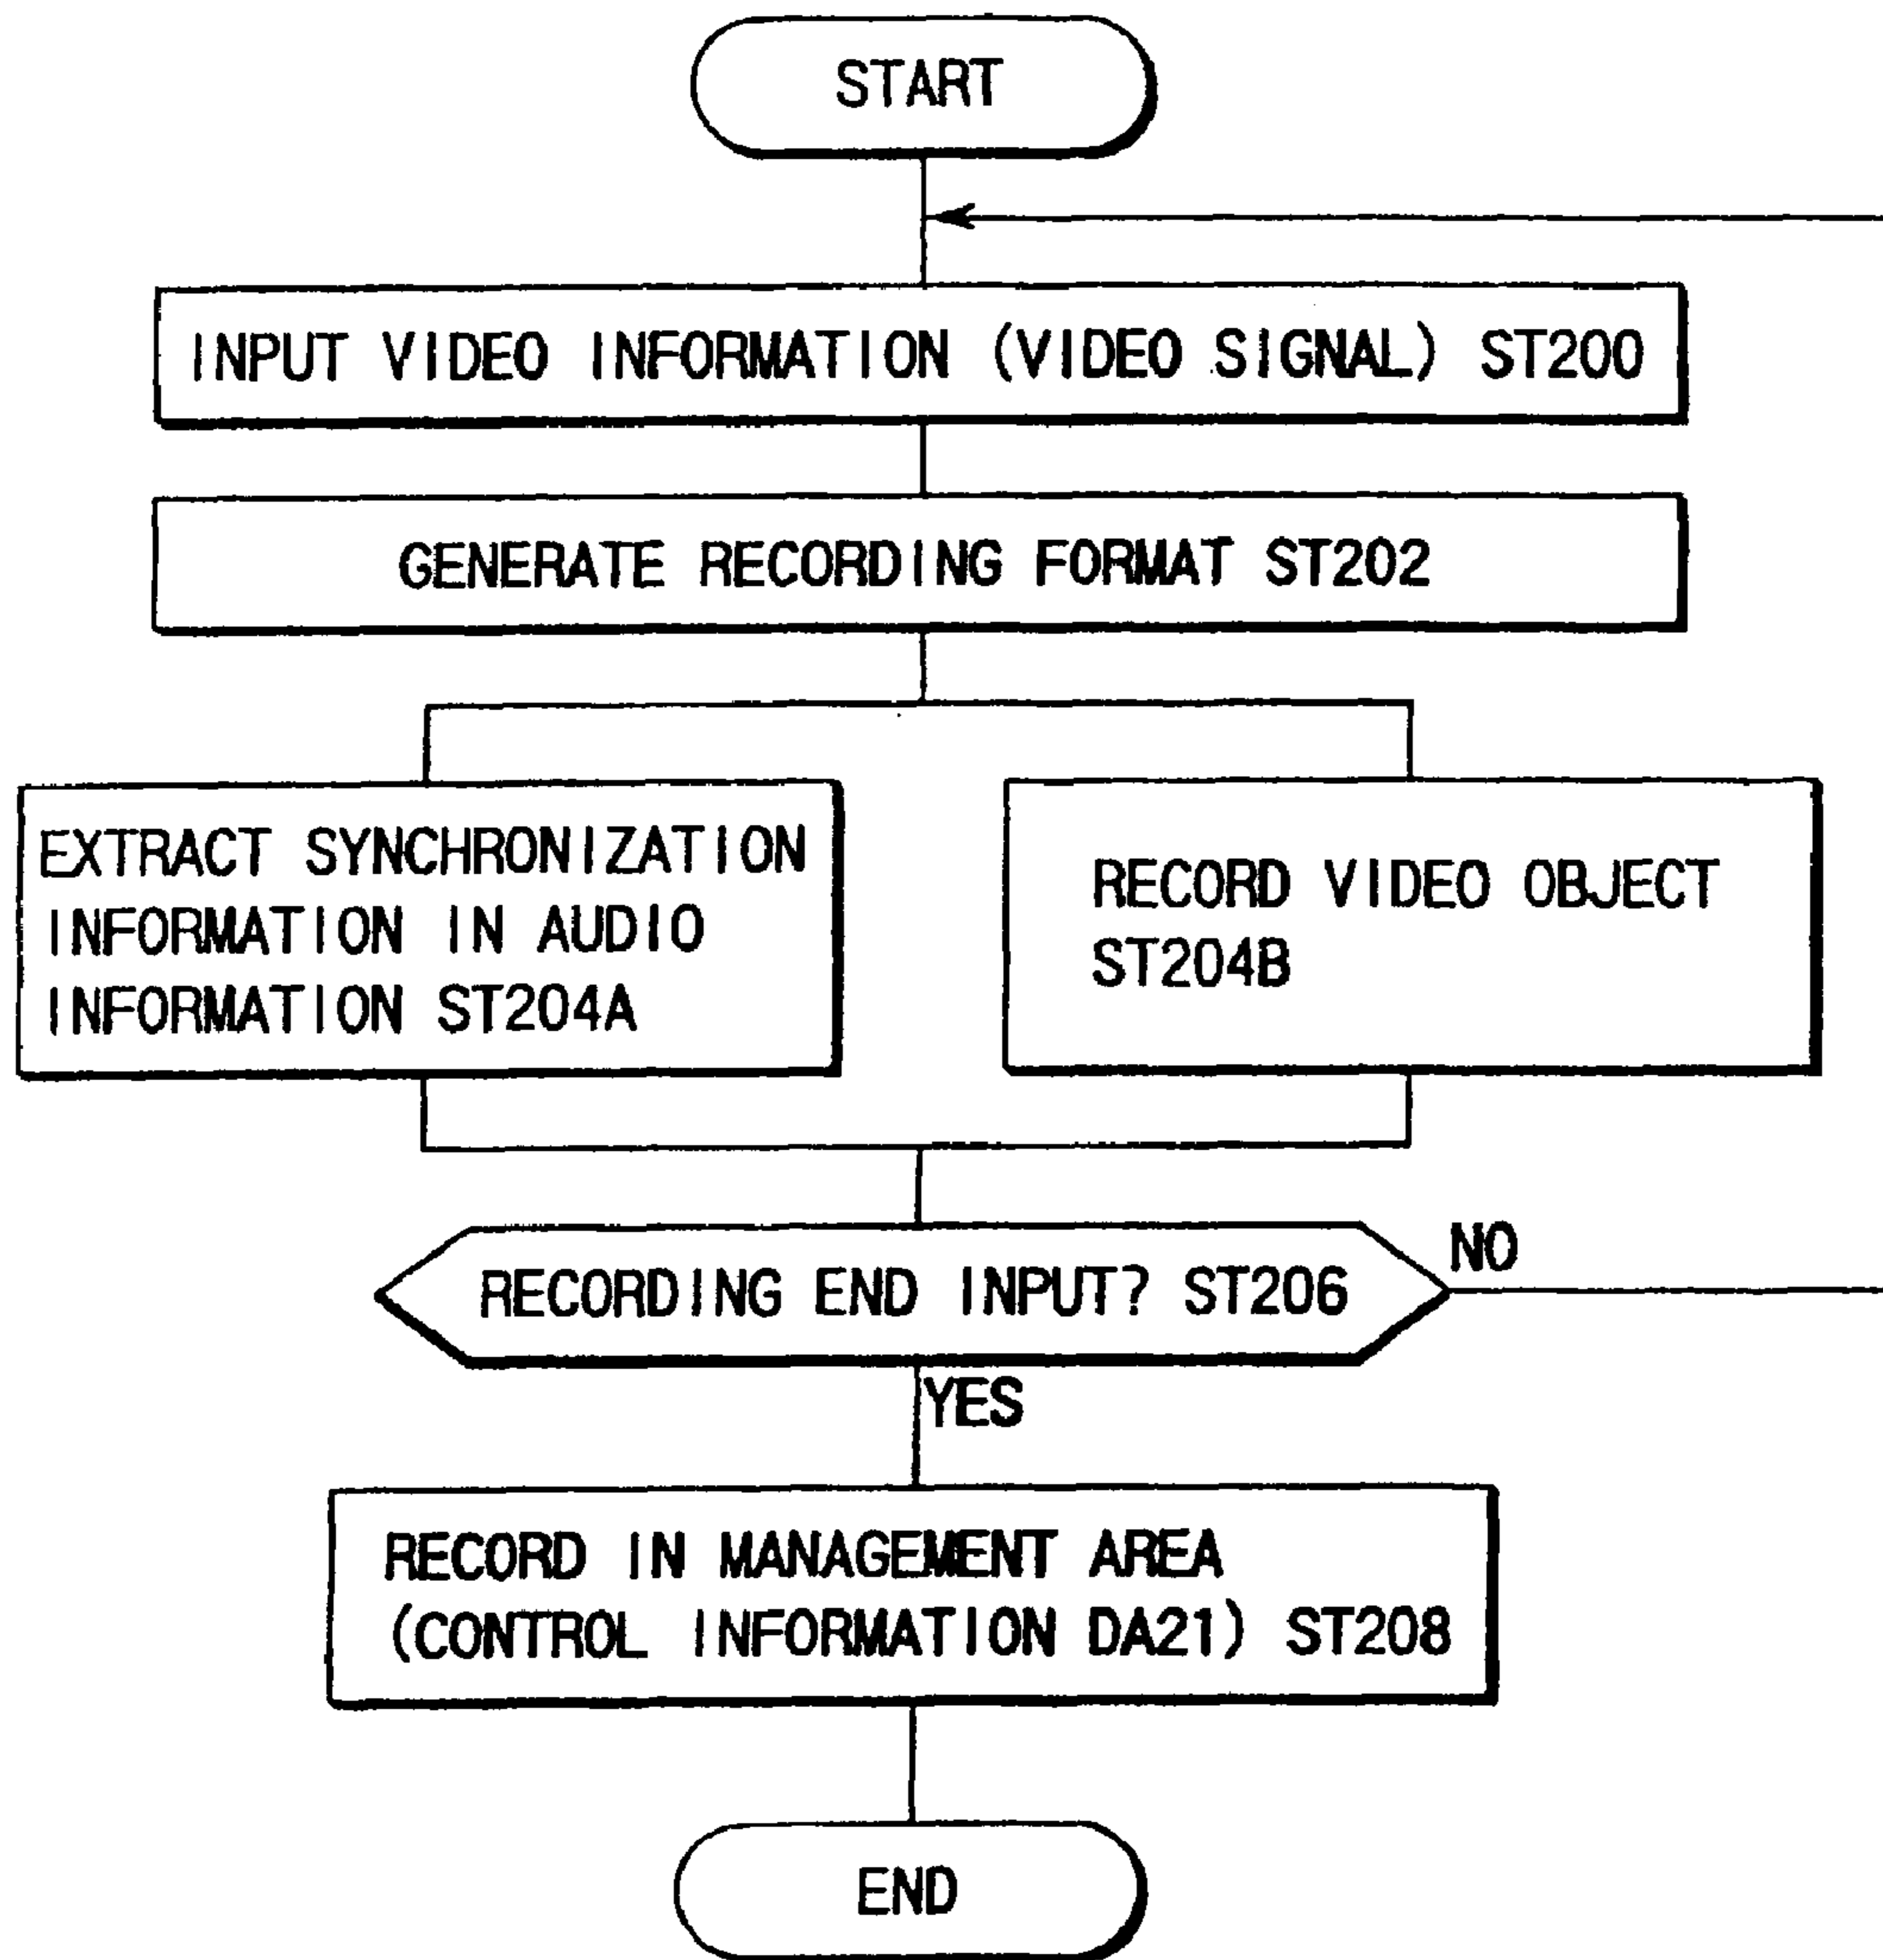 START
INPUT VIDEO INFORMATION (VIDEO SIGNAL) ST200
GENERATE RECORDING FORMAT ST202
EXTRACT SYNCHRONIZATION
INFORMATION IN AUDIO
INFORMATION ST204A
RECORD VIDEO OBJECT
ST204B
RECORDING END INPUT? ST206
NO
YES
RECORD IN MANAGEMENT AREA
(CONTROL INFORMATION DA21) ST208
END